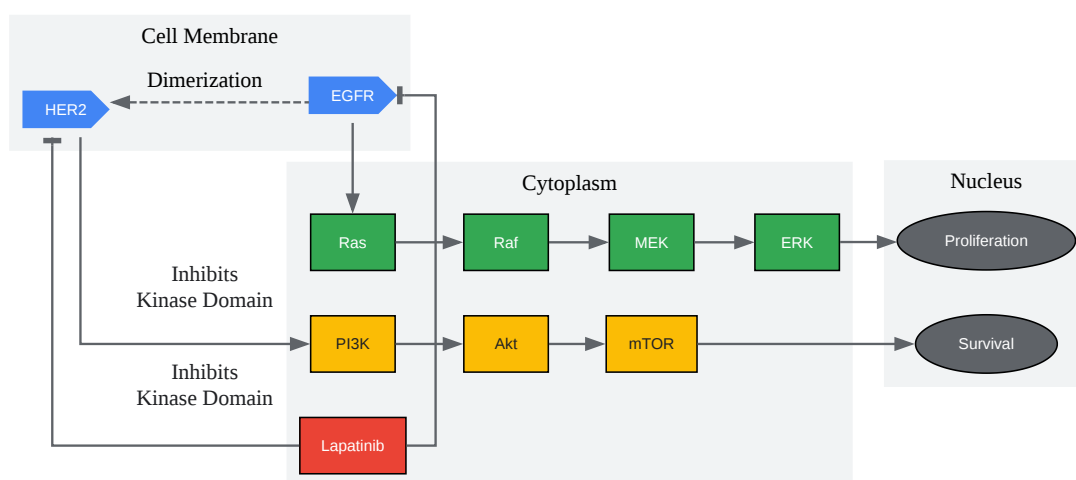 Cell Membrane
Dimerization
HER2
EGFR
Cytoplasm
Nucleus
Ras
Raf
MEK
ERK
Proliferation
Inhibits
Kinase Domain
PI3K
Akt
mTOR
Survival
Inhibits
Kinase Domain
Lapatinib